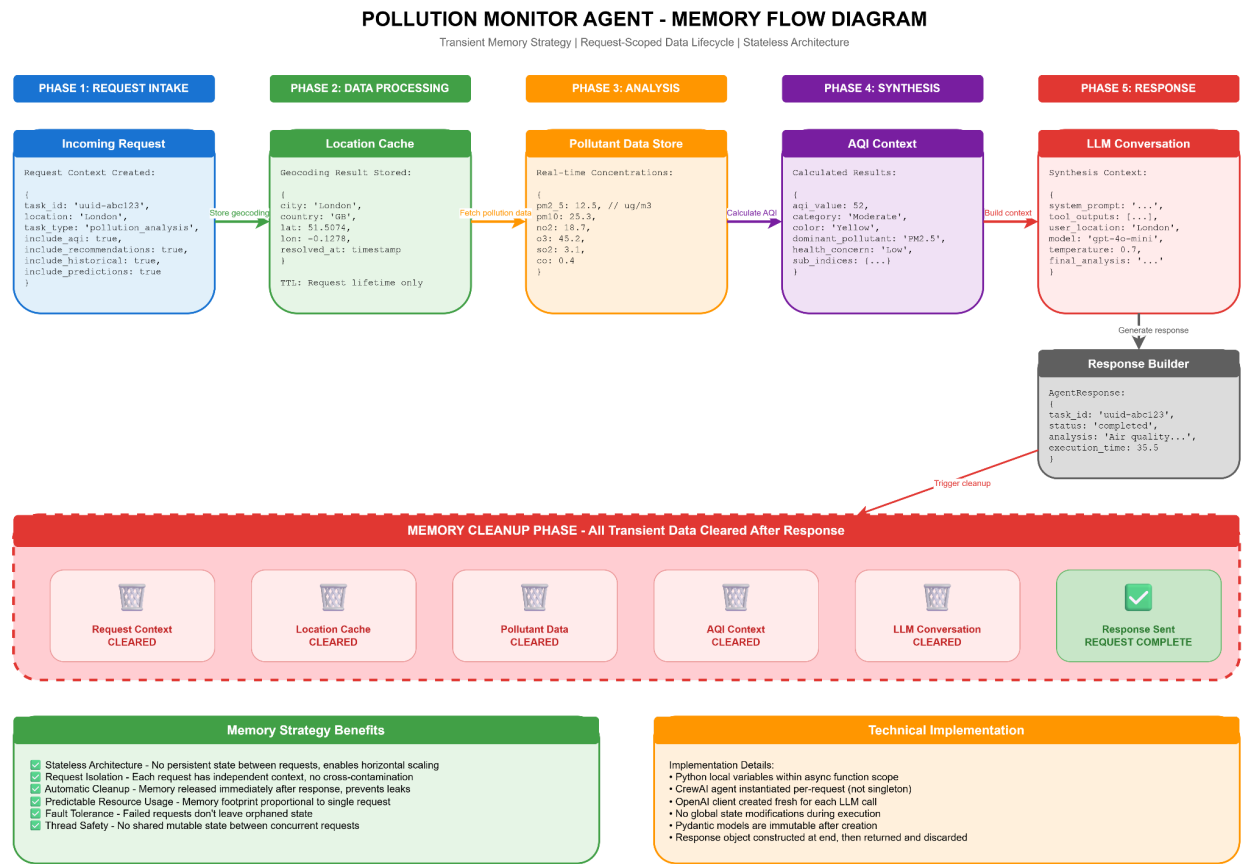 POLLUTION MONITOR AGENT - MEMORY FLOW DIAGRAM
Transient Memory Strategy | Request-Scoped Data Lifecycle | Stateless Architecture
PHASE 1: REQUEST INTAKE
PHASE 2: DATA PROCESSING
PHASE 3: ANALYSIS
PHASE 4: SYNTHESIS
PHASE 5: RESPONSE
Incoming Request
Request Context Created:
{
task_id: 'uuid-abc123',
location: 'London',
task_type: 'pollution_analysis',
include_aqi: true,
include_recommendations: true,
include_historical: true,
include_predictions: true
}
Store geocoding
Location Cache
Geocoding Result Stored:
{
city: 'London',
country: 'GB',
lat: 51.5074,
lon: -0.1278,
resolved_at: timestamp
}
TTL: Request lifetime only
Fetch pollution data
Pollutant Data Store
Real-time Concentrations:
{
pm2_5: 12.5, // ug/m3
pm10: 25.3,
no2: 18.7,
o3: 45.2,
so2: 3.1,
co: 0.4
}
Calculate AQI
AQI Context
Calculated Results:
{
aqi_value: 52,
category: 'Moderate',
color: 'Yellow',
dominant_pollutant: 'PM2.5',
health_concern: 'Low',
sub_indices: {...}
}
Build context
LLM Conversation
Synthesis Context:
{
system_prompt: '...',
tool_outputs: [...],
user_location: 'London',
model: 'gpt-4o-mini',
temperature: 0.7,
final_analysis: '...'
}
Generate response
Response Builder
AgentResponse:
{
task_id: 'uuid-abc123',
status: 'completed',
analysis: 'Air quality...',
execution_time: 35.5
}
Trigger cleanup
MEMORY CLEANUP PHASE - All Transient Data Cleared After Response
Request Context
CLEARED
Location Cache
CLEARED
Pollutant Data
CLEARED
AQI Context
CLEARED
LLM Conversation
CLEARED
Response Sent
REQUEST COMPLETE
Memory Strategy Benefits
✅ Stateless Architecture - No persistent state between requests, enables horizontal scaling
✅ Request Isolation - Each request has independent context, no cross-contamination
✅ Automatic Cleanup - Memory released immediately after response, prevents leaks
✅ Predictable Resource Usage - Memory footprint proportional to single request
✅ Fault Tolerance - Failed requests don't leave orphaned state
✅ Thread Safety - No shared mutable state between concurrent requests
Technical Implementation
Implementation Details:
• Python local variables within async function scope
• CrewAI agent instantiated per-request (not singleton)
• OpenAI client created fresh for each LLM call
• No global state modifications during execution
• Pydantic models are immutable after creation
• Response object constructed at end, then returned and discarded